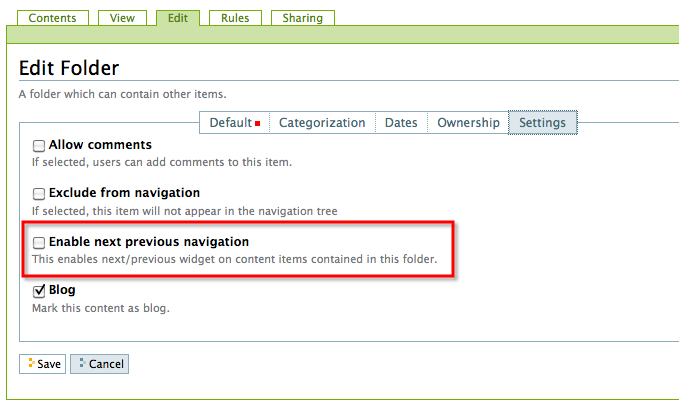 Contents View Edit Rules Sharing
Edit Folder
A folder which can contain other items.
Default Categorization Dates Ownership Settings
Allow comments
If selected, users can add comments to this item.
Exclude from navigation
If selected, this item will not appear in the navigation tree
Enable next previous navigation
This enables next/previous widget on content items contained in this folder.
Blog
Mark this content as blog.
Save Cancel